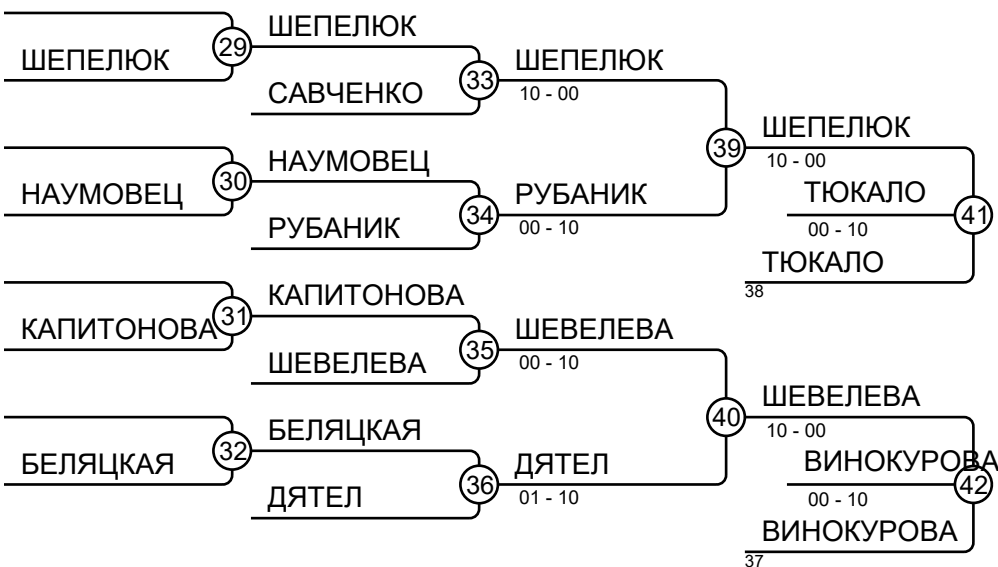 ШЕПЕЛЮК
29
ШЕПЕЛЮК
САВЧЕНКО
33
ШЕПЕЛЮК
10 - 00
НАУМОВЕЦ
30
НАУМОВЕЦ
РУБАНИК
34
РУБАНИК
00 - 10
39
ШЕПЕЛЮК
10 - 00
ТЮКАЛО
00 - 10
41
ТЮКАЛО
38
КАПИТОНОВА
31
КАПИТОНОВА
ШЕВЕЛЕВА
35
ШЕВЕЛЕВА
00 - 10
БЕЛЯЦКАЯ
32
БЕЛЯЦКАЯ
ДЯТЕЛ
36
ДЯТЕЛ
01 - 10
40
ШЕВЕЛЕВА
10 - 00
ВИНОКУРОВА
00 - 10
42
ВИНОКУРОВА
37